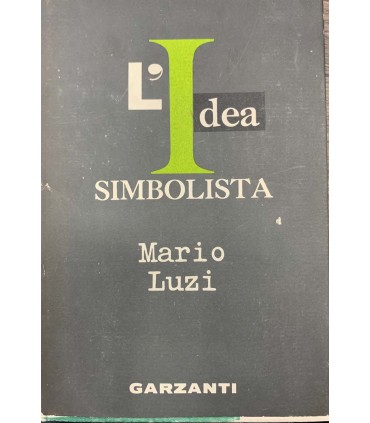 L'Idea
SIMBOLISTA
Mario
Luzi
GARZANTI